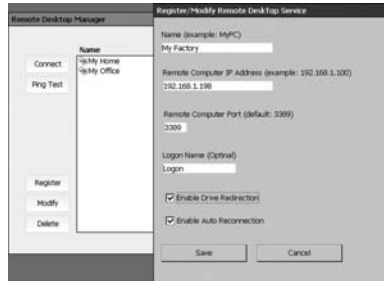 Remote Desktop Manager
Name
My Home
My Office
Connect
Ping Test
Register
Modify
Delete
Register/Modify Remote DeskTop Service
Name (exemple: MyPC)
My Factory
Remote Computer IP Address (example: 192.168.1.100)
192.168.1.198
Remote Computer Port (default: 3389)
3389
Logon Name (Optinal)
Logon
Enable Drive Redirection
Enable Auto Reconnection
Save
Cancel